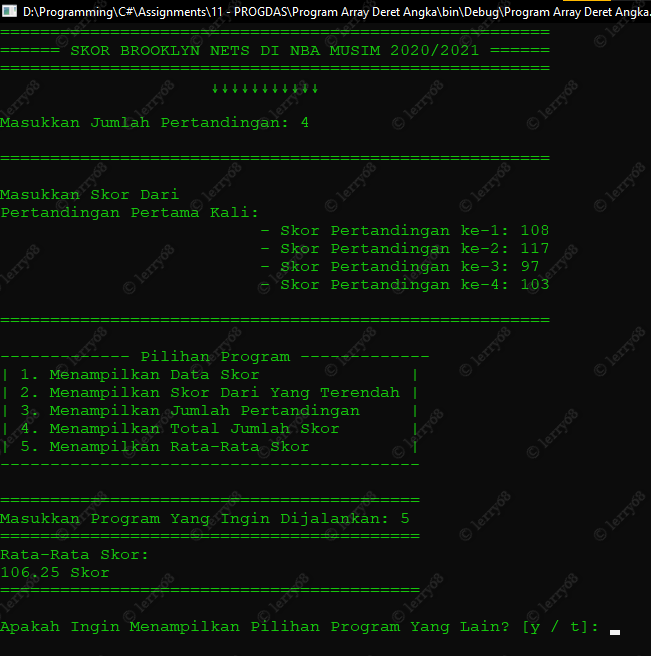 D:\Programming\C#\Assignments\11 - PROGDAS\Program Array Deret Angka\bin\Debug\Program Array Deret Angka.
=======================================================
====== SKOR BROOKLYN NETS DI NBA MUSIM 2020/2021 ======
=======================================================
↓↓↓↓↓↓↓↓↓↓↓
Masukkan Jumlah Pertandingan: 4
=======================================================
Masukkan Skor Dari
Pertandingan Pertama Kali:
- Skor Pertandingan ke-1: 108
- Skor Pertandingan ke-2: 117
- Skor Pertandingan ke-3: 97
- Skor Pertandingan ke-4: 103
=======================================================
------------- Pilihan Program -------------
| 1. Menampilkan Data Skor               |
| 2. Menampilkan Skor Dari Yang Terendah |
| 3. Menampilkan Jumlah Pertandingan     |
| 4. Menampilkan Total Jumlah Skor       |
| 5. Menampilkan Rata-Rata Skor          |
------------------------------------------
==========================================
Masukkan Program Yang Ingin Dijalankan: 5
==========================================
Rata-Rata Skor:
106.25 Skor
==========================================
Apakah Ingin Menampilkan Pilihan Program Yang Lain? [y / t]:
© lerry08